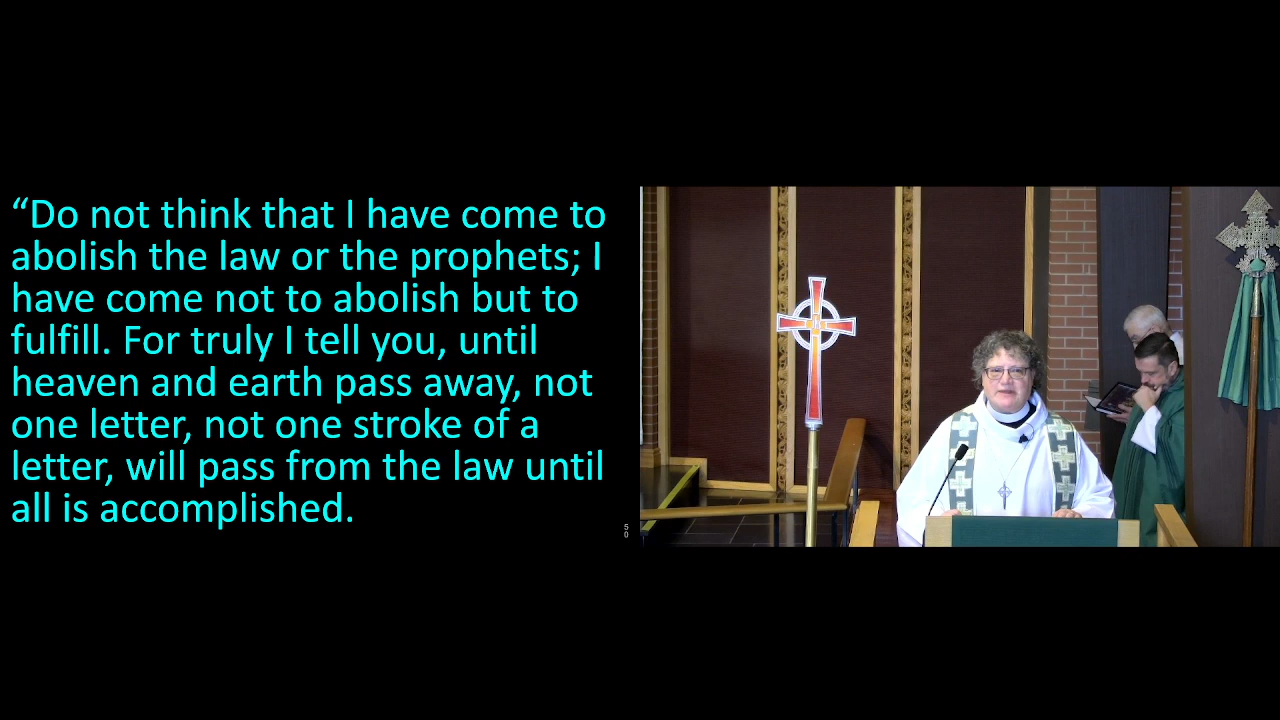 “Do not think that I have come to
abolish the law or the prophets; I
have come not to abolish but to
fulfill. For truly I tell you, until
heaven and earth pass away, not
one letter, not one stroke of a
letter, will pass from the law until
all is accomplished.
5
0